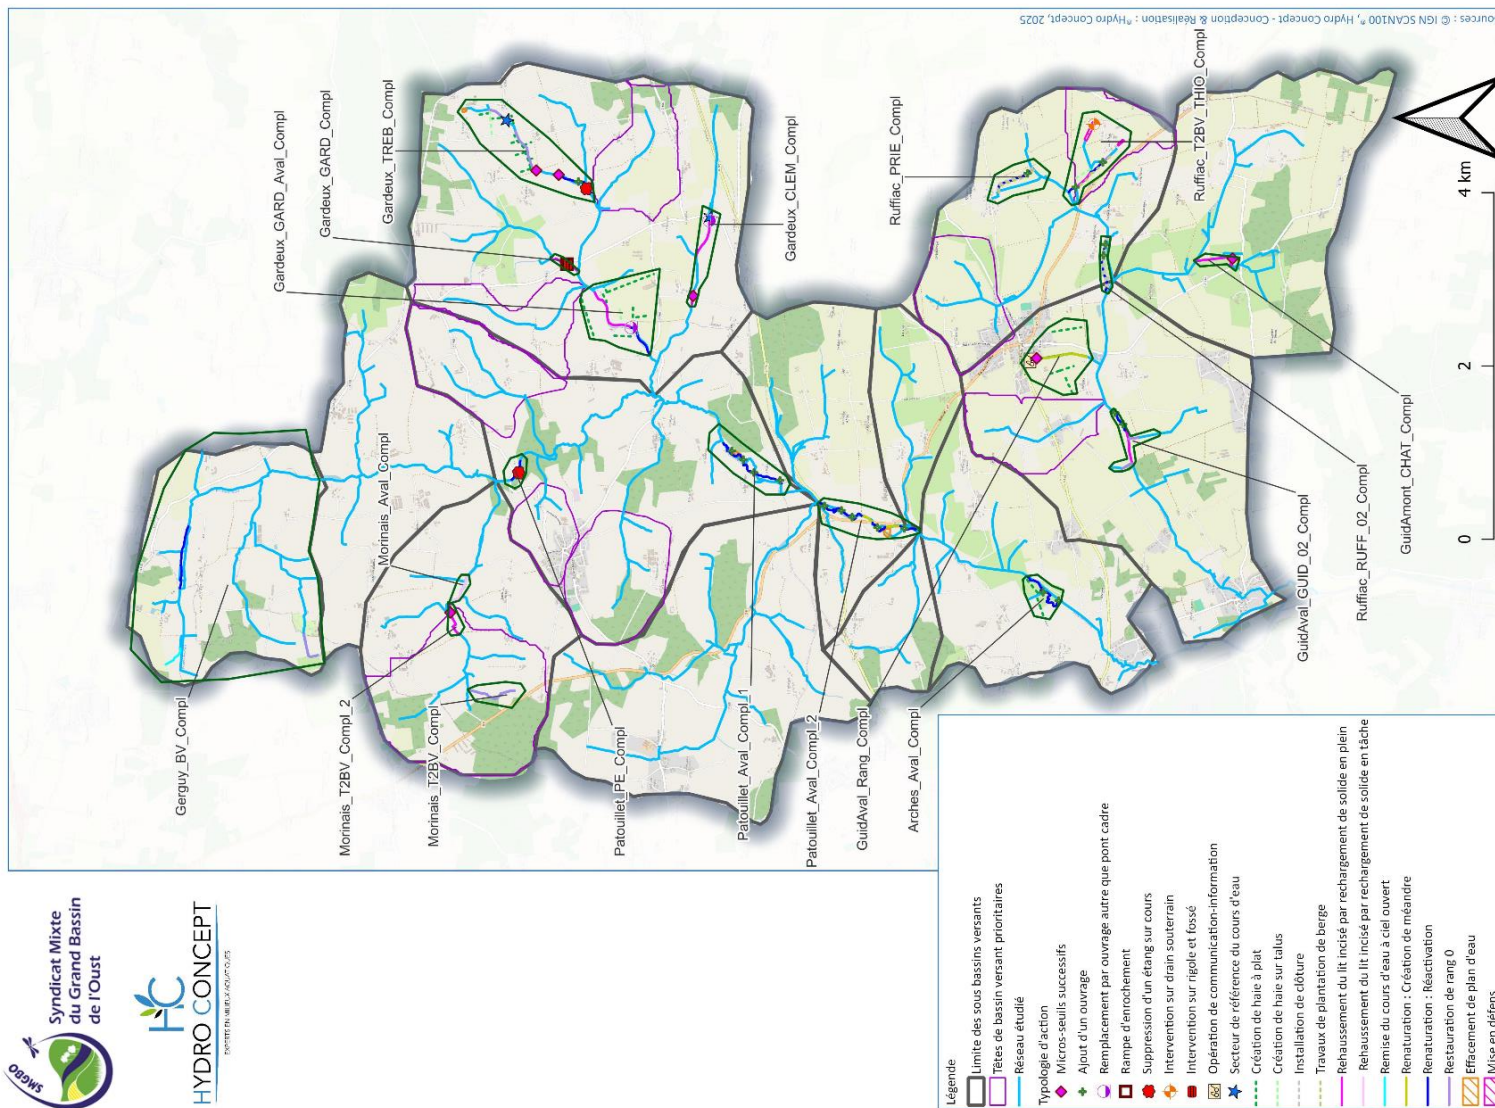 Sources : © IGN SCAN100 ®, Hydro Concept - Conception & Réalisation : ® Hydro Concept, 2025
SMGBO
Syndicat Mixte
du Grand Bassin
de l'Oust
HC
HYDRO CONCEPT
EXPERTS EN MILIEUX AQUATIQUES
Gerguy_BV_Compl
Morinais_T2BV_Compl_2
Morinais_Aval_Compl
Morinais_T2BV_Compl
Patouillet_PE_Compl
Patouillet_Aval_Compl_1
Patouillet_Aval_Compl_2
GuidAval_Rang_Compl
Arches_Aval_Compl
Gardeux_GARD_Aval_Compl
Gardeux_GARD_Compl
Gardeux_TREB_Compl
Gardeux_CLEM_Compl
Ruffiac_PRIE_Compl
Ruffiac_T2BV_THIO_Compl
GuidAval_GUID_02_Compl
Ruffiac_RUFF_02_Compl
GuidAmont_CHAT_Compl
0 2 4 km
Légende
Limite des sous bassins versants
Têtes de bassin versant prioritaires
Réseau étudié
Typologie d'action
Micros-seuils successifs
Ajout d'un ouvrage
Remplacement par ouvrage autre que pont cadre
Rampe d'enrochement
Suppression d'un étang sur cours
Intervention sur drain souterrain
Intervention sur rigole et fossé
Opération de communication-information
Secteur de référence du cours d'eau
Création de haie à plat
Création de haie sur talus
Installation de clôture
Travaux de plantation de berge
Rehaussement du lit incisé par rechargement de solide en plein
Rehaussement du lit incisé par rechargement de solide en tâche
Remise du cours d'eau à ciel ouvert
Renaturation : Création de méandre
Renaturation : Réactivation
Restauration de rang 0
Effacement de plan d'eau
Mise en défens